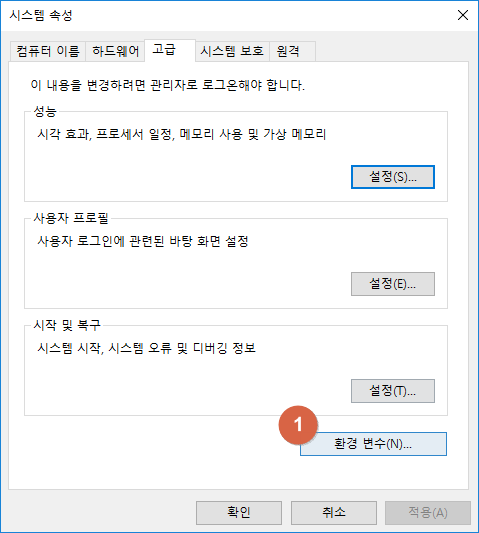 시스템 속성
컴퓨터 이름 하드웨어 고급 시스템 보호 원격
이 내용을 변경하려면 관리자로 로그온해야 합니다.
성능
시각 효과, 프로세서 일정, 메모리 사용 및 가상 메모리
설정(S)...
사용자 프로필
사용자 로그인에 관련된 바탕 화면 설정
설정(E)...
시작 및 복구
시스템 시작, 시스템 오류 및 디버깅 정보
설정(T)...
1
환경 변수(N)...
확인 취소 적용(A)